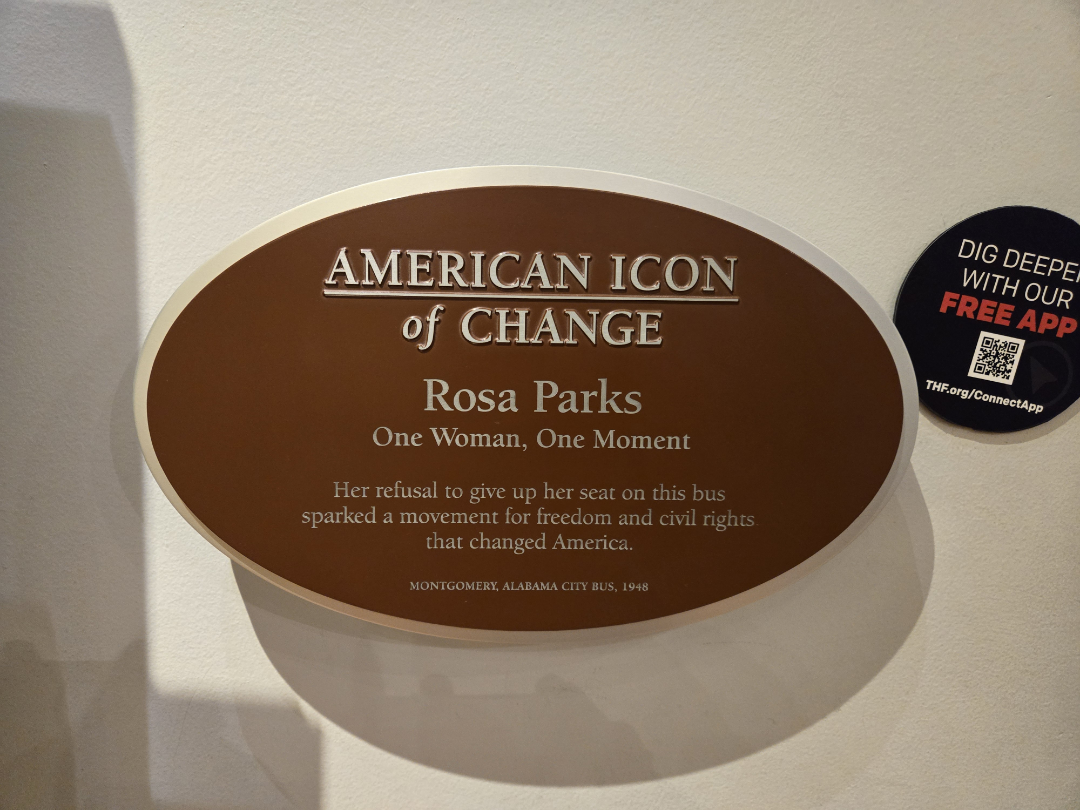 AMERICAN ICON
of CHANGE
Rosa Parks
One Woman, One Moment
Her refusal to give up her seat on this bus
sparked a movement for freedom and civil rights
that changed America.
MONTGOMERY, ALABAMA CITY BUS, 1948
DIG DEEPER
WITH OUR
FREE APP
THF.org/ConnectApp